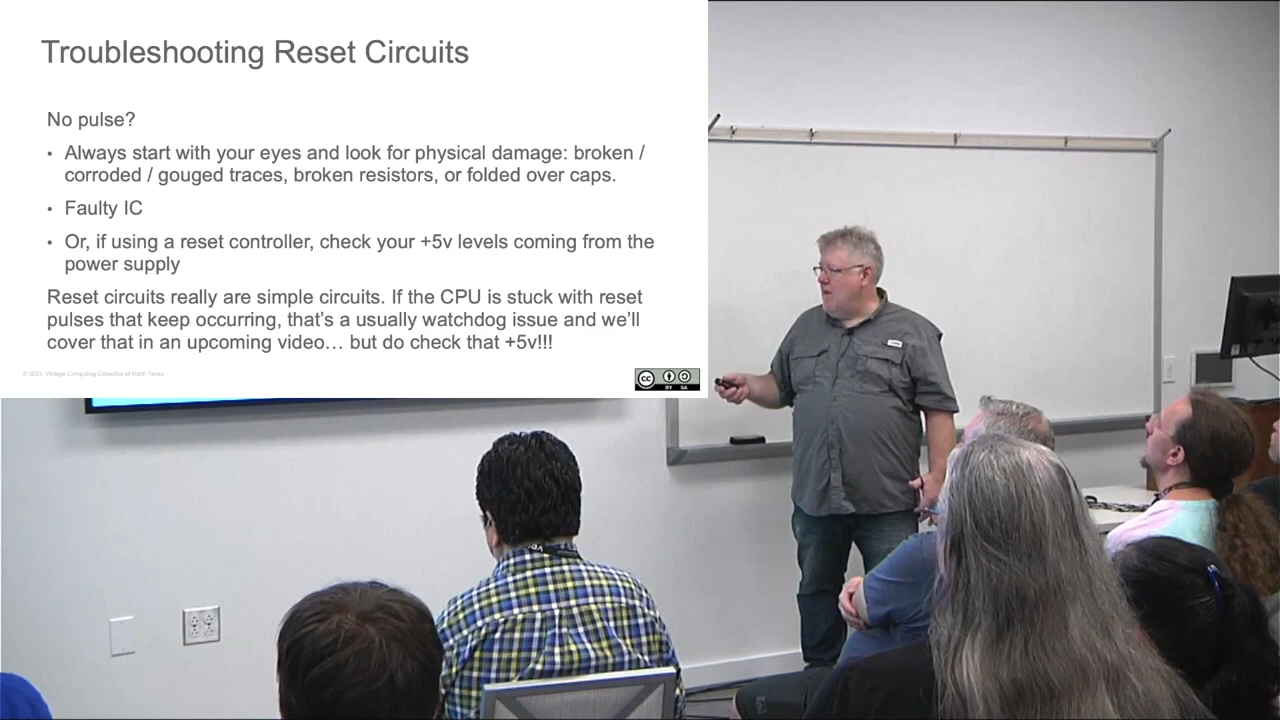 Troubleshooting Reset Circuits
No pulse?
• Always start with your eyes and look for physical damage: broken /
corroded / gouged traces, broken resistors, or folded over caps.
• Faulty IC
• Or, if using a reset controller, check your +5v levels coming from the
power supply
Reset circuits really are simple circuits. If the CPU is stuck with reset
pulses that keep occurring, that's a usually watchdog issue and we'll
cover that in an upcoming video… but do check that +5v!!!
© 2023 Vintage Computing Collective of North Texas
cc
BY SA